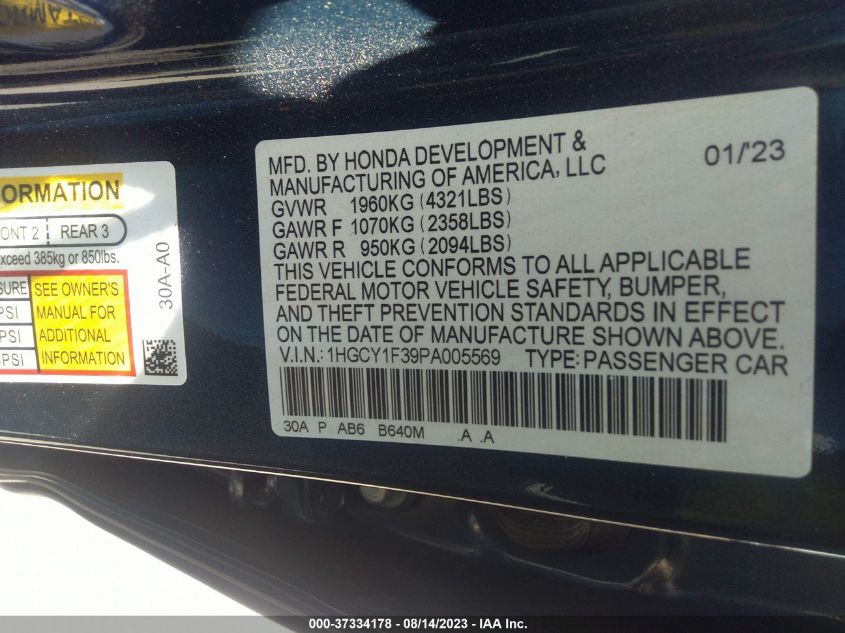 ORMATION
ONT 2 REAR 3
xceed 385kg or 850lbs.
SURE SEE OWNER'S
PSI MANUAL FOR
PSI ADDITIONAL
PSI INFORMATION
30A-A0
MFD. BY HONDA DEVELOPMENT & 01/'23
MANUFACTURING OF AMERICA, LLC
GVWR 1960KG (4321LBS)
GAWR F 1070KG (2358LBS)
GAWR R 950KG (2094LBS)
THIS VEHICLE CONFORMS TO ALL APPLICABLE
FEDERAL MOTOR VEHICLE SAFETY, BUMPER,
AND THEFT PREVENTION STANDARDS IN EFFECT
ON THE DATE OF MANUFACTURE SHOWN ABOVE.
V.I.N.: 1HGCY1F39PA005569 TYPE: PASSENGER CAR
30A P AB6 B640M .A .A
000-37334178 — 08/14/2023 — IAA Inc.